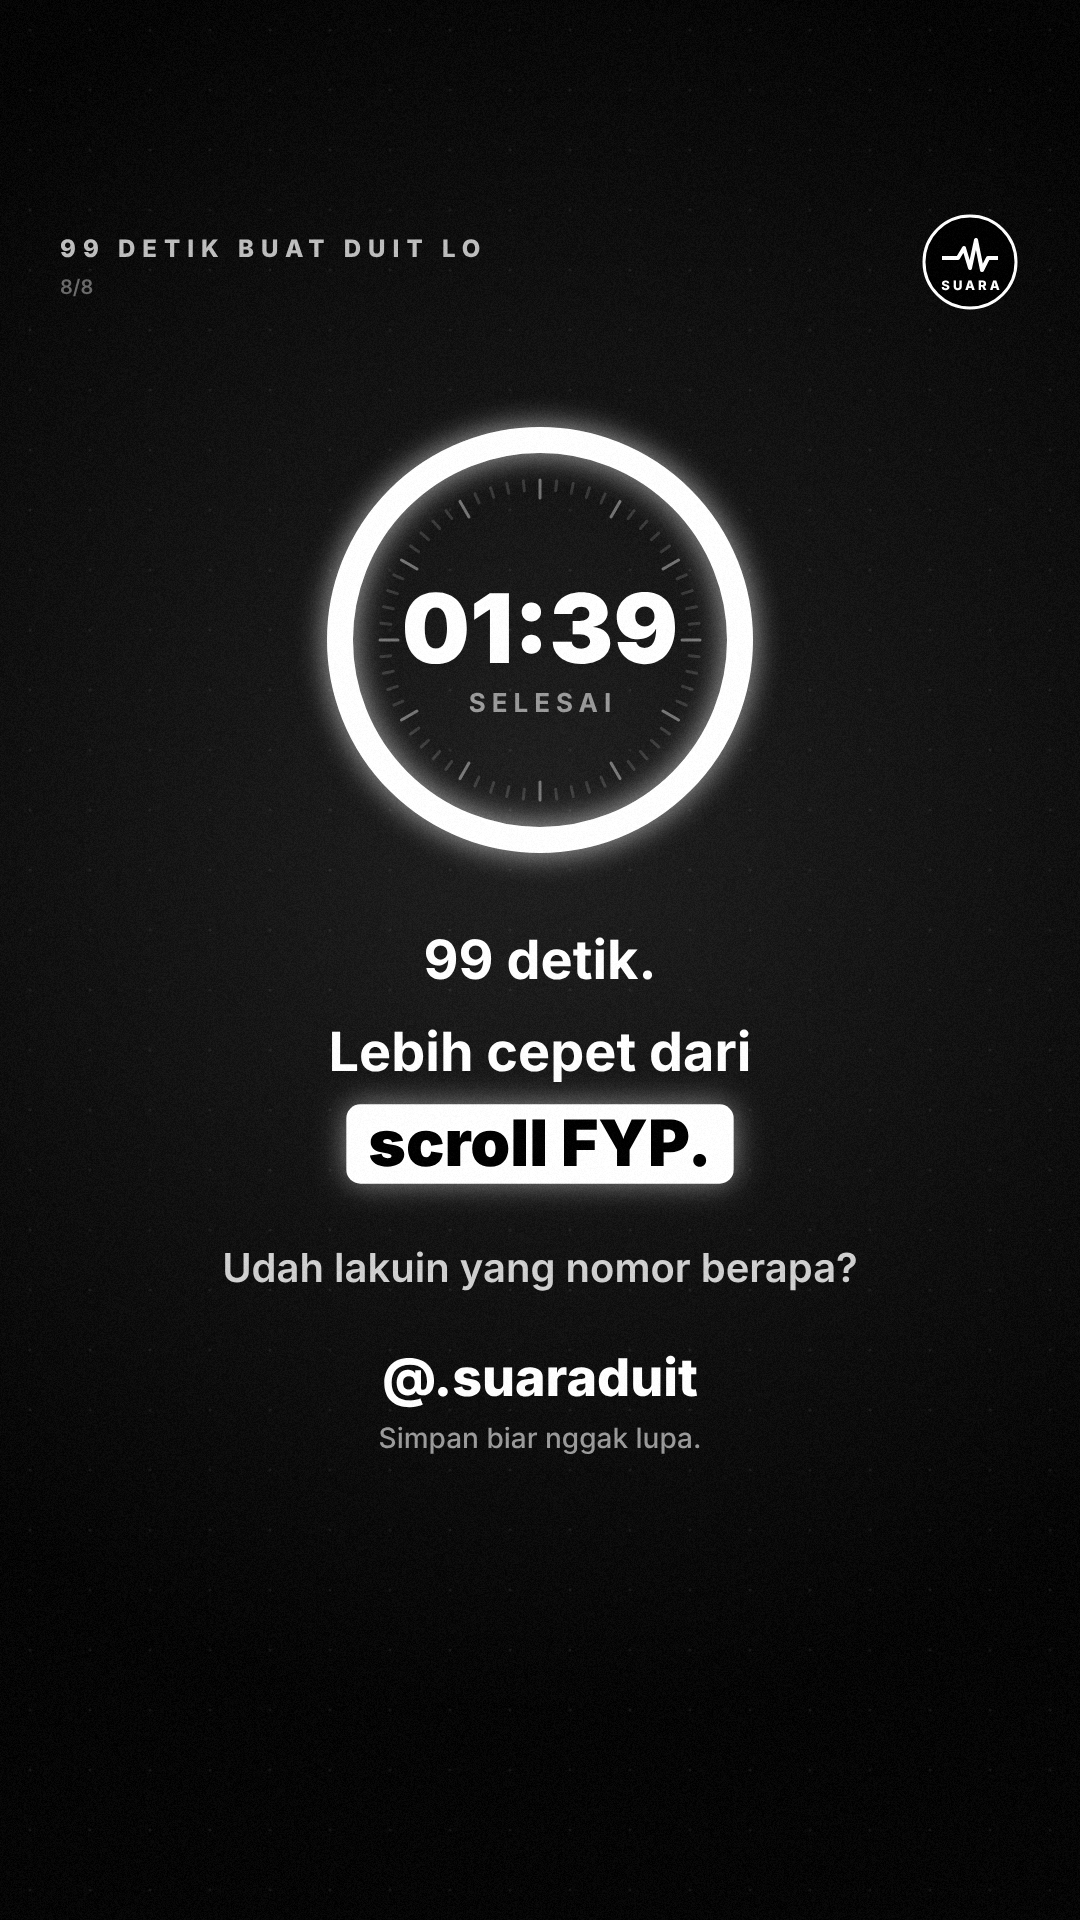 99 DETIK BUAT DUIT LO
8/8
SUARA
01:39
SELESAI
99 detik.
Lebih cepet dari
scroll FYP.
Udah lakuin yang nomor berapa?
@.suaraduit
Simpan biar nggak lupa.